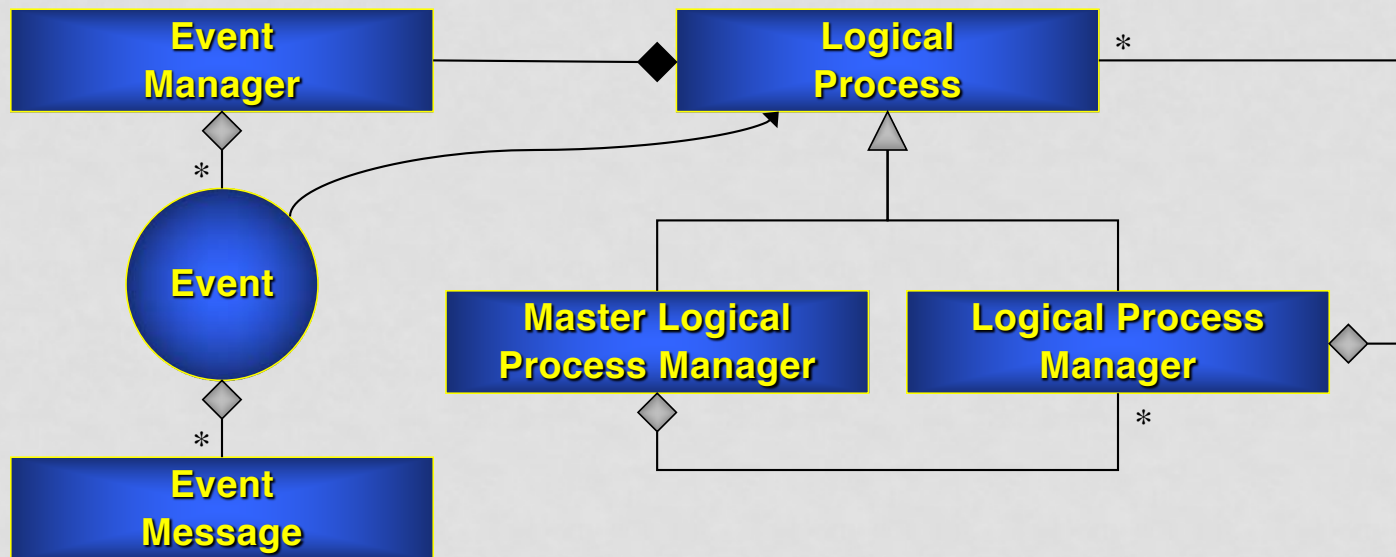 Event
Manager
Logical
Process
*
*
Event
Master Logical
Process Manager
Logical Process
Manager
*
*
Event
Message